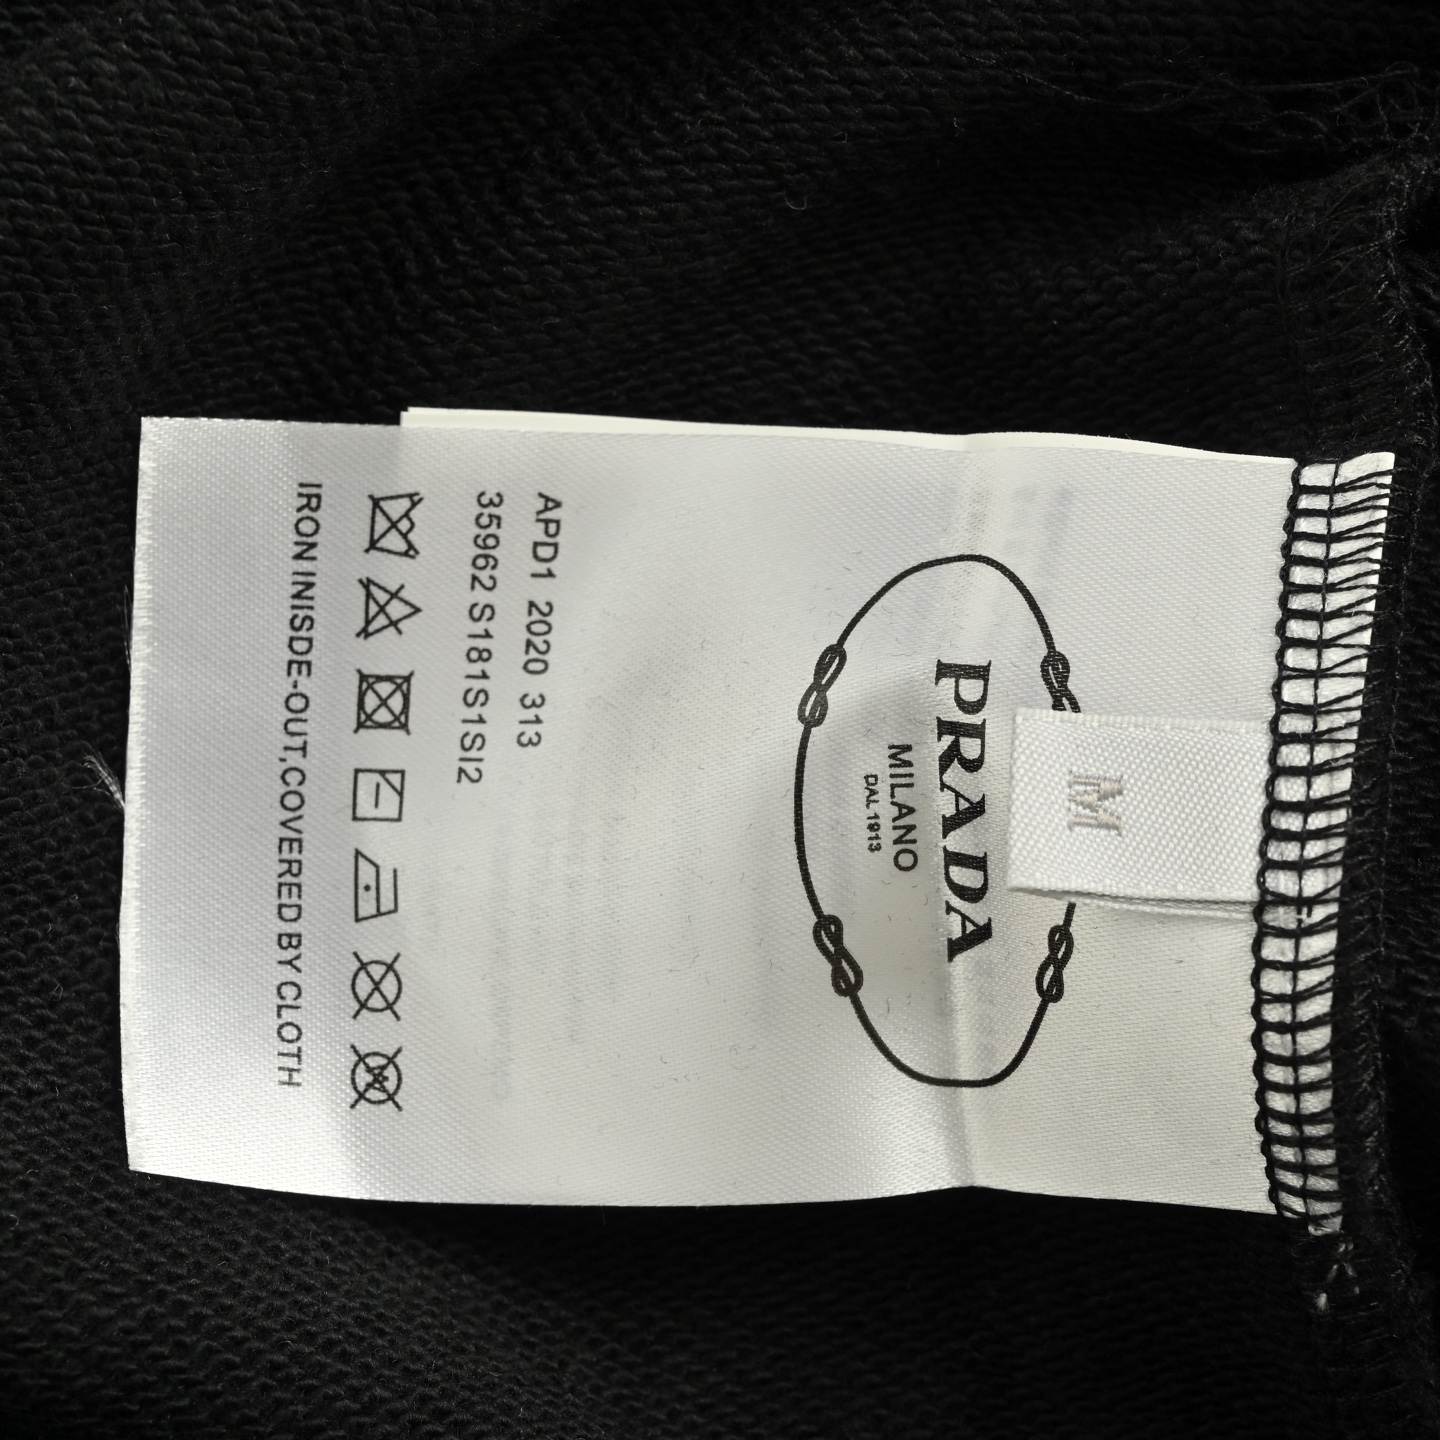 M
PRADA
MILANO
DAL 1913
APD1 2020 313
35962 S181S1SI2
IRON INISDE-OUT,COVERED BY CLOTH